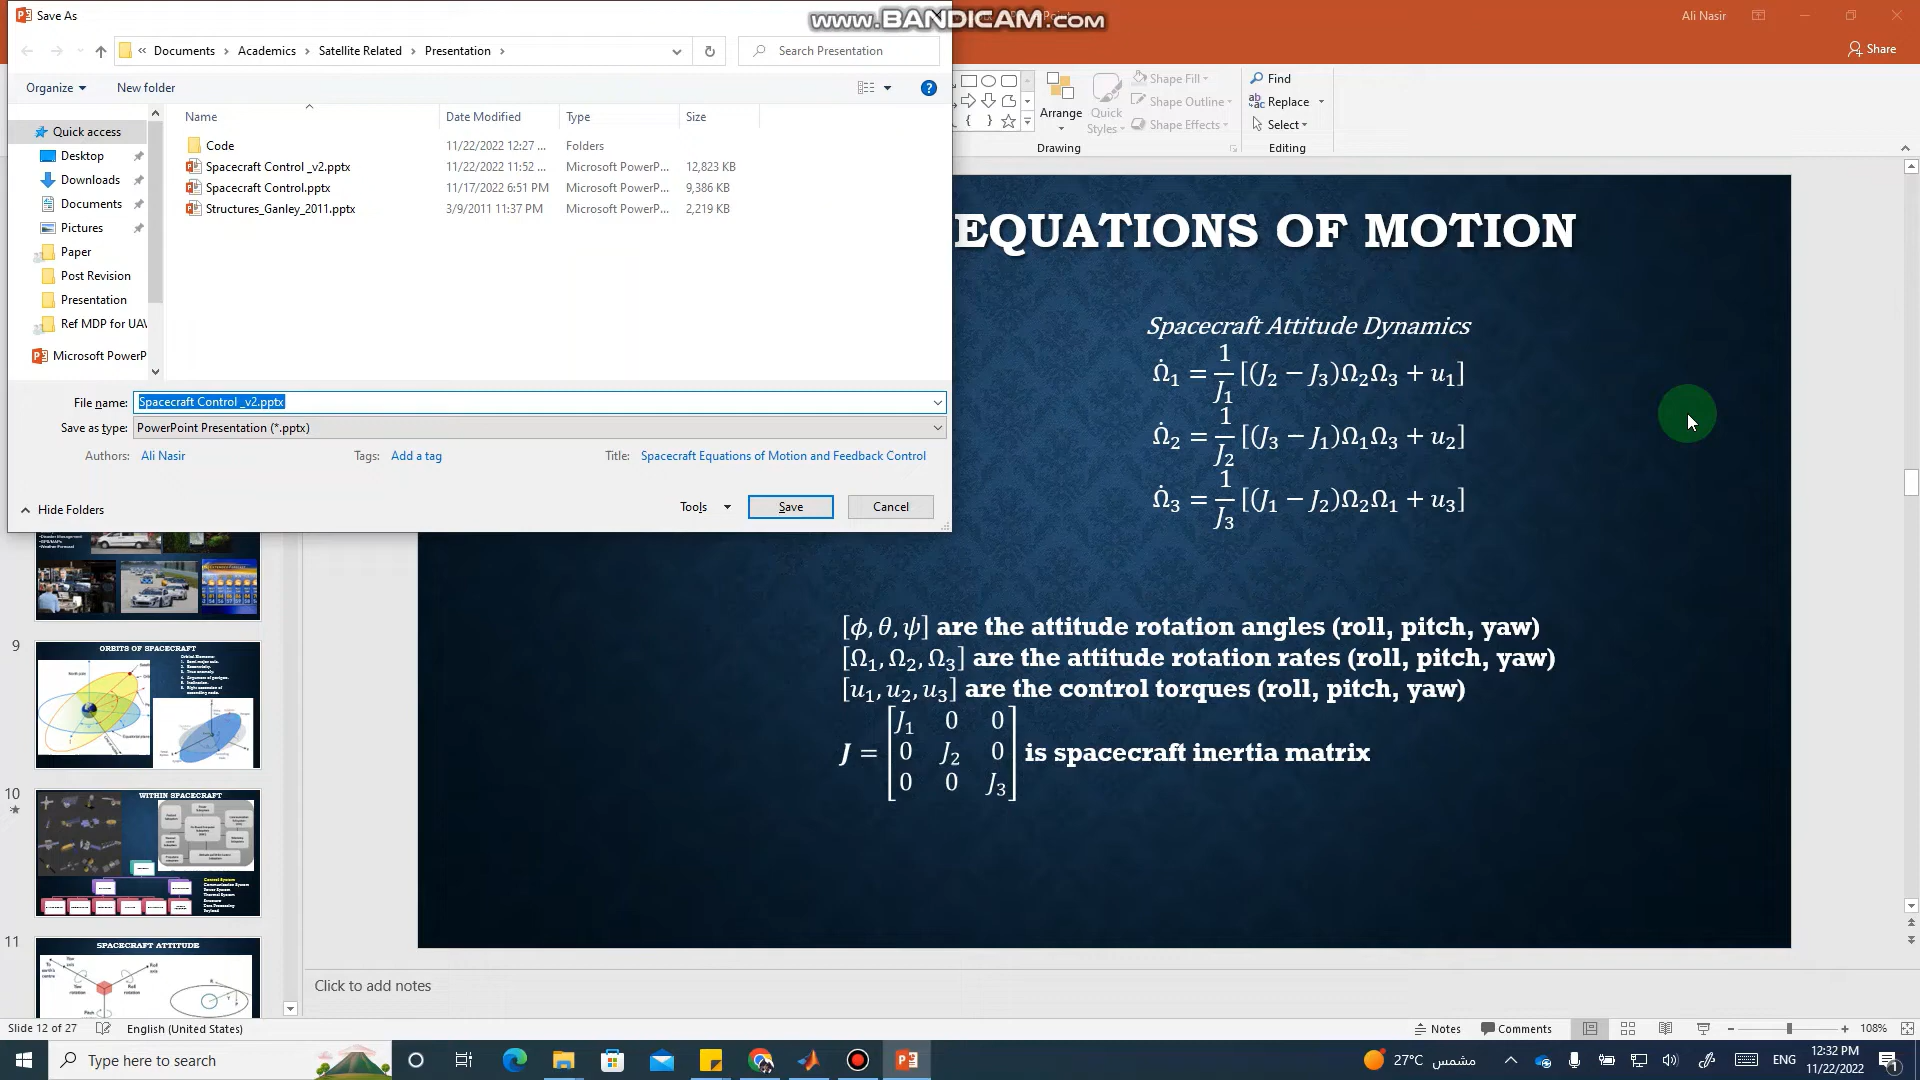 Save As
www.BANDICAM.com
Ali Nasir
« Documents › Academics › Satellite Related › Presentation ›
Search Presentation
Share
Organize
New folder
Name
Date Modified
Type
Size
Quick access
Desktop
Downloads
Documents
Pictures
Paper
Post Revision
Presentation
Ref MDP for UAV
Microsoft PowerP
Code 11/22/2022 12:27 ... Folders
Spacecraft Control _v2.pptx 11/22/2022 11:52 ... Microsoft PowerP... 12,823 KB
Spacecraft Control.pptx 11/17/2022 6:51 PM Microsoft PowerP... 9,386 KB
Structures_Ganley_2011.pptx 3/9/2011 11:37 PM Microsoft PowerP... 2,219 KB
File name: Spacecraft Control _v2.pptx
Save as type: PowerPoint Presentation (*.pptx)
Authors: Ali Nasir
Tags: Add a tag
Title: Spacecraft Equations of Motion and Feedback Control
Hide Folders
Tools
Save
Cancel
Arrange
Quick Styles
Shape Fill
Shape Outline
Shape Effects
Drawing
Find
Replace
Select
Editing
EQUATIONS OF MOTION
Spacecraft Attitude Dynamics
Ω̇₁ = 1/J₁ [(J₂ − J₃)Ω₂Ω₃ + u₁]
Ω̇₂ = 1/J₂ [(J₃ − J₁)Ω₁Ω₃ + u₂]
Ω̇₃ = 1/J₃ [(J₁ − J₂)Ω₂Ω₁ + u₃]
[ϕ, θ, ψ] are the attitude rotation angles (roll, pitch, yaw)
[Ω₁, Ω₂, Ω₃] are the attitude rotation rates (roll, pitch, yaw)
[u₁, u₂, u₃] are the control torques (roll, pitch, yaw)
J₁ 0 0
J = 0 J₂ 0 is spacecraft inertia matrix
0 0 J₃
9
ORBITS OF SPACECRAFT
10
WITHIN SPACECRAFT
11
SPACECRAFT ATTITUDE
Click to add notes
Slide 12 of 27
English (United States)
Notes
Comments
108%
Type here to search
27°C مشمس
ENG
12:32 PM
11/22/2022